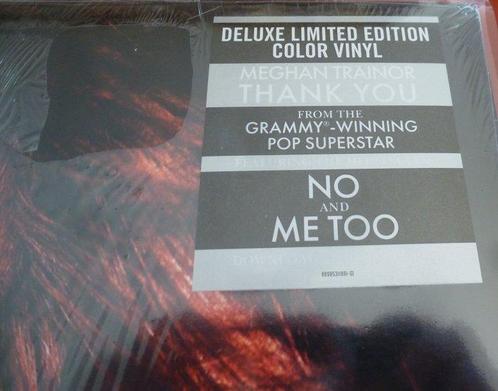 DELUXE LIMITED EDITION
COLOR VINYL
MEGHAN TRAINOR
THANK YOU
FROM THE
GRAMMY®-WINNING
POP SUPERSTAR
FEATURING
NO
AND
ME TOO